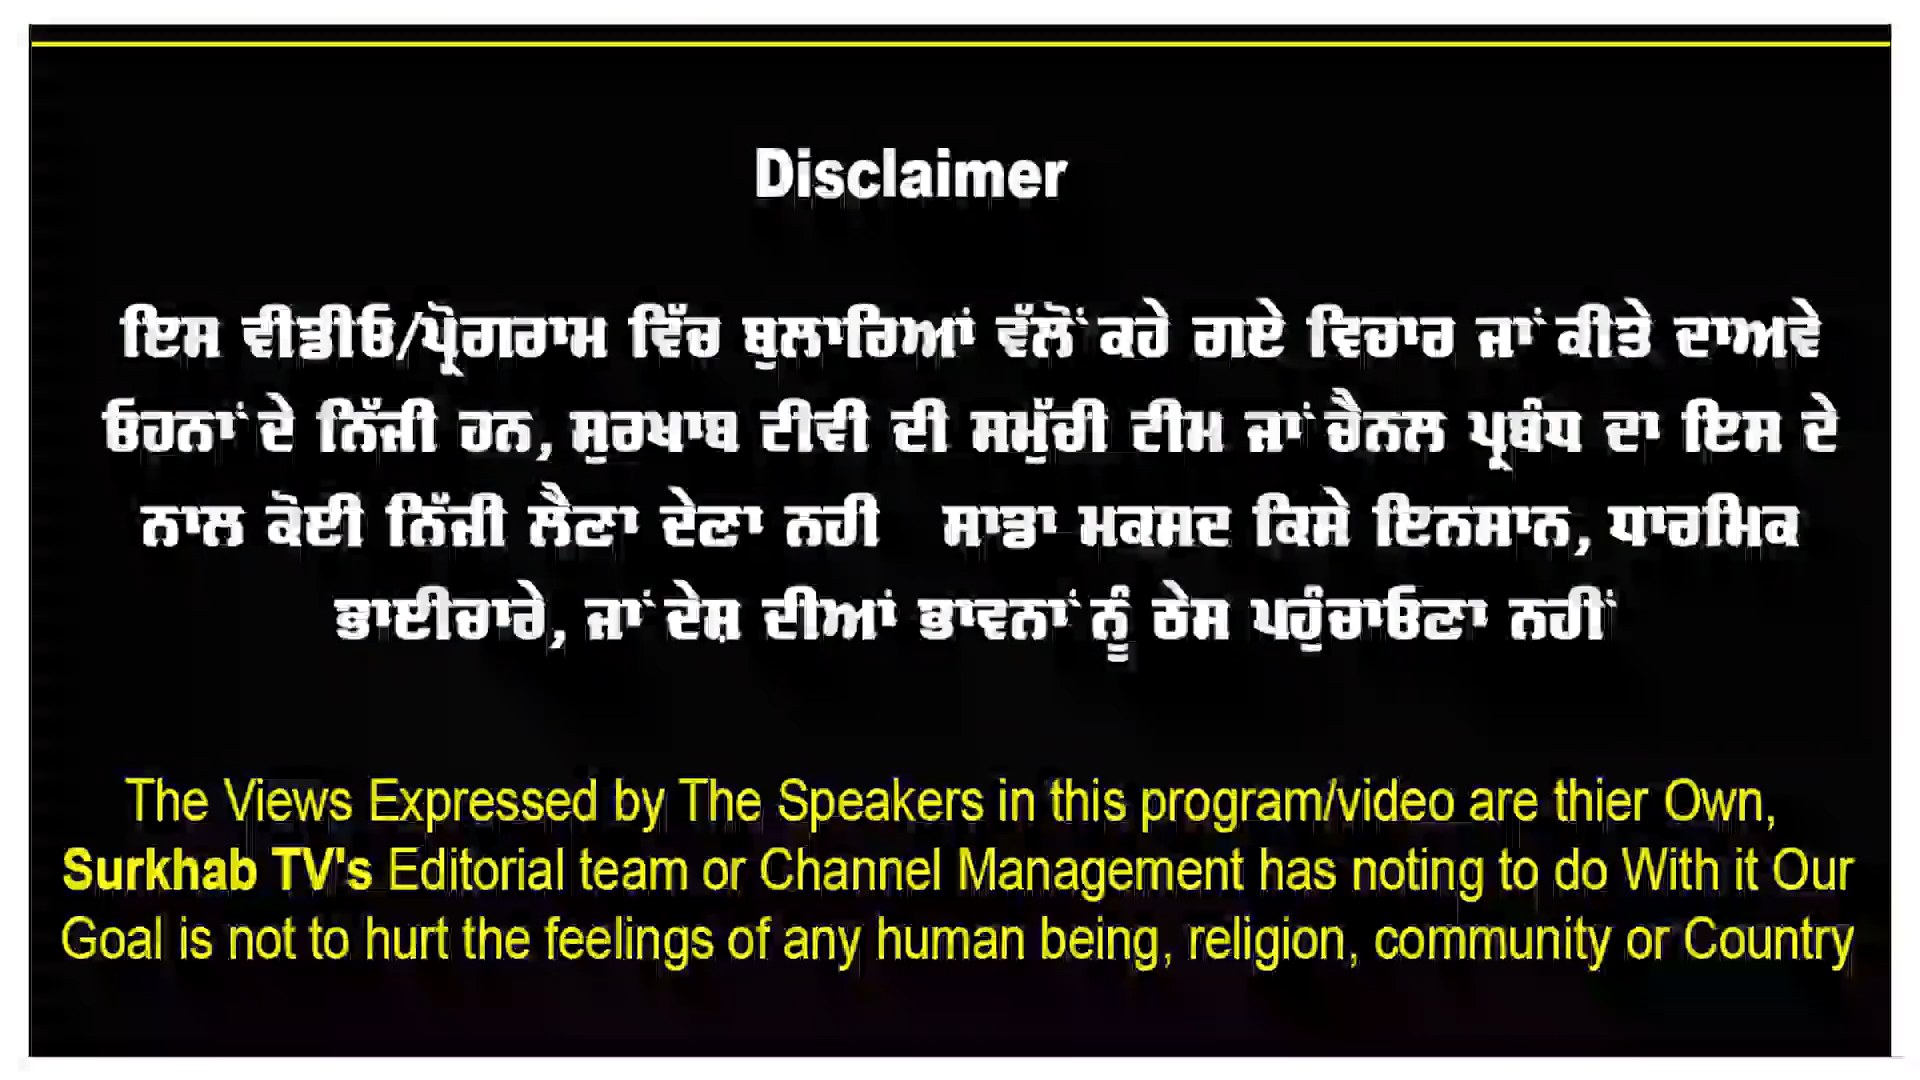 Disclaimer
ਇਸ ਵੀਡੀਓ/ਪ੍ਰੋਗਰਾਮ ਵਿੱਚ ਬੁਲਾਰਿਆਂ ਵੱਲੋਂ ਕਹੇ ਗਏ ਵਿਚਾਰ ਜਾਂ ਕੀਤੇ ਦਾਅਵੇ
ਓਹਨਾਂ ਦੇ ਨਿੱਜੀ ਹਨ, ਸੁਰਖਾਬ ਟੀਵੀ ਦੀ ਸਮੁੱਚੀ ਟੀਮ ਜਾਂ ਚੈਨਲ ਪ੍ਰਬੰਧ ਦਾ ਇਸ ਦੇ
ਨਾਲ ਕੋਈ ਨਿੱਜੀ ਲੈਣਾ ਦੇਣਾ ਨਹੀ ਸਾਡਾ ਮਕਸਦ ਕਿਸੇ ਇਨਸਾਨ, ਧਾਰਮਿਕ
ਭਾਈਚਾਰੇ, ਜਾਂ ਦੇਸ਼ ਦੀਆਂ ਭਾਵਨਾਂ ਨੂੰ ਠੇਸ ਪਹੁੰਚਾਓਣਾ ਨਹੀਂ
The Views Expressed by The Speakers in this program/video are thier Own,
Surkhab TV's Editorial team or Channel Management has noting to do With it Our
Goal is not to hurt the feelings of any human being, religion, community or Country